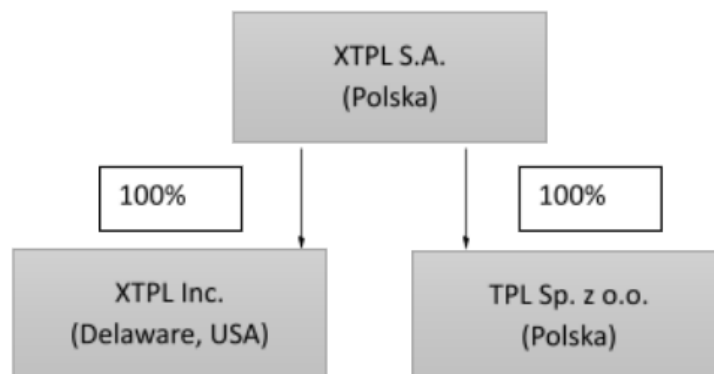 XTPL S.A.
(Polska)
100%
100%
XTPL Inc.
(Delaware, USA)
TPL Sp. z o.o.
(Polska)